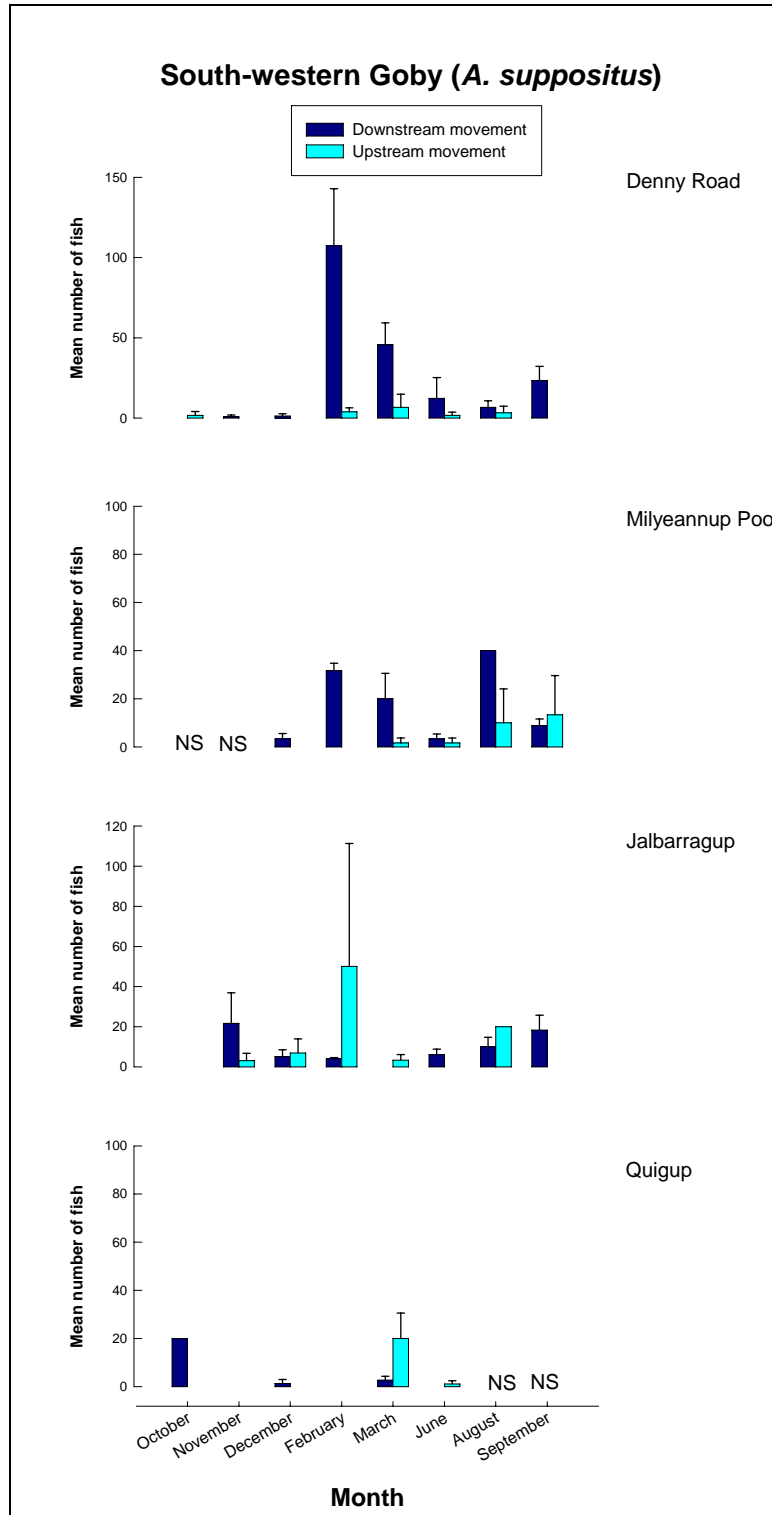 South-western Goby (A. suppositus)
Downstream movement
Upstream movement
Denny Road
Mean number of fish
150
100
50
0
Milyeannup Poo
Mean number of fish
100
80
60
40
20
0
NS NS
Jalbarragup
Mean number of fish
120
100
80
60
40
20
0
Quigup
Mean number of fish
100
80
60
40
20
0
NS NS
October November December February March June August September
Month